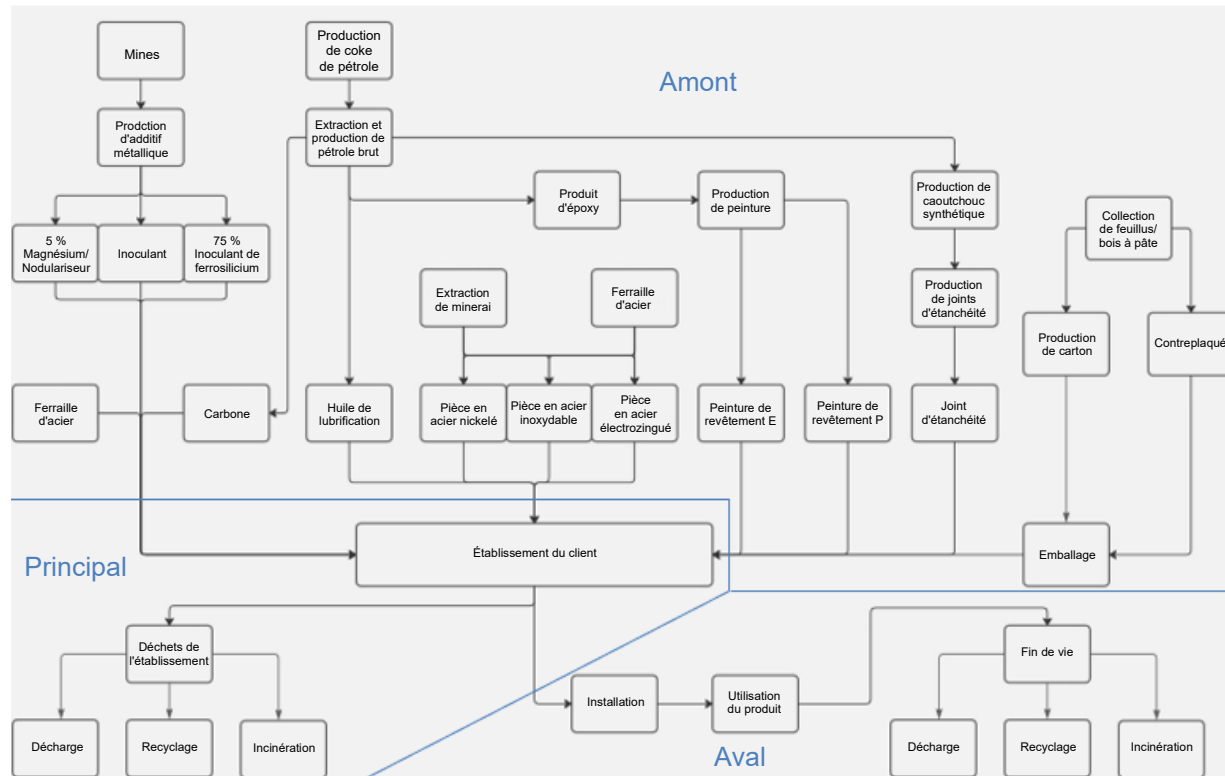 Mines
Production
de coke
de pétrole
Amont
Prodction
d'additif
métallique
Extraction et
production de
pétrole brut
Produit
d'époxy
Production
de peinture
Production de
caoutchouc
synthétique
Collection
de feuillus/
bois à pâte
5 %
Magnésium/
Nodulariseur
Inoculant
75 %
Inoculant de
ferrosilicium
Extraction
de minerai
Ferraille
d'acier
Production
de joints
d'étanchéité
Production
de carton
Contreplaqué
Ferraille
d'acier
Carbone
Huile de
lubrification
Pièce en
acier nickelé
Pièce en acier
inoxydable
Pièce
en acier
électrozingué
Peinture de
revêtement E
Peinture de
revêtement P
Joint
d'étanchéité
Établissement du client
Emballage
Principal
Déchets de
l'établissement
Fin de vie
Installation
Utilisation
du produit
Décharge
Recyclage
Incinération
Aval
Décharge
Recyclage
Incinération